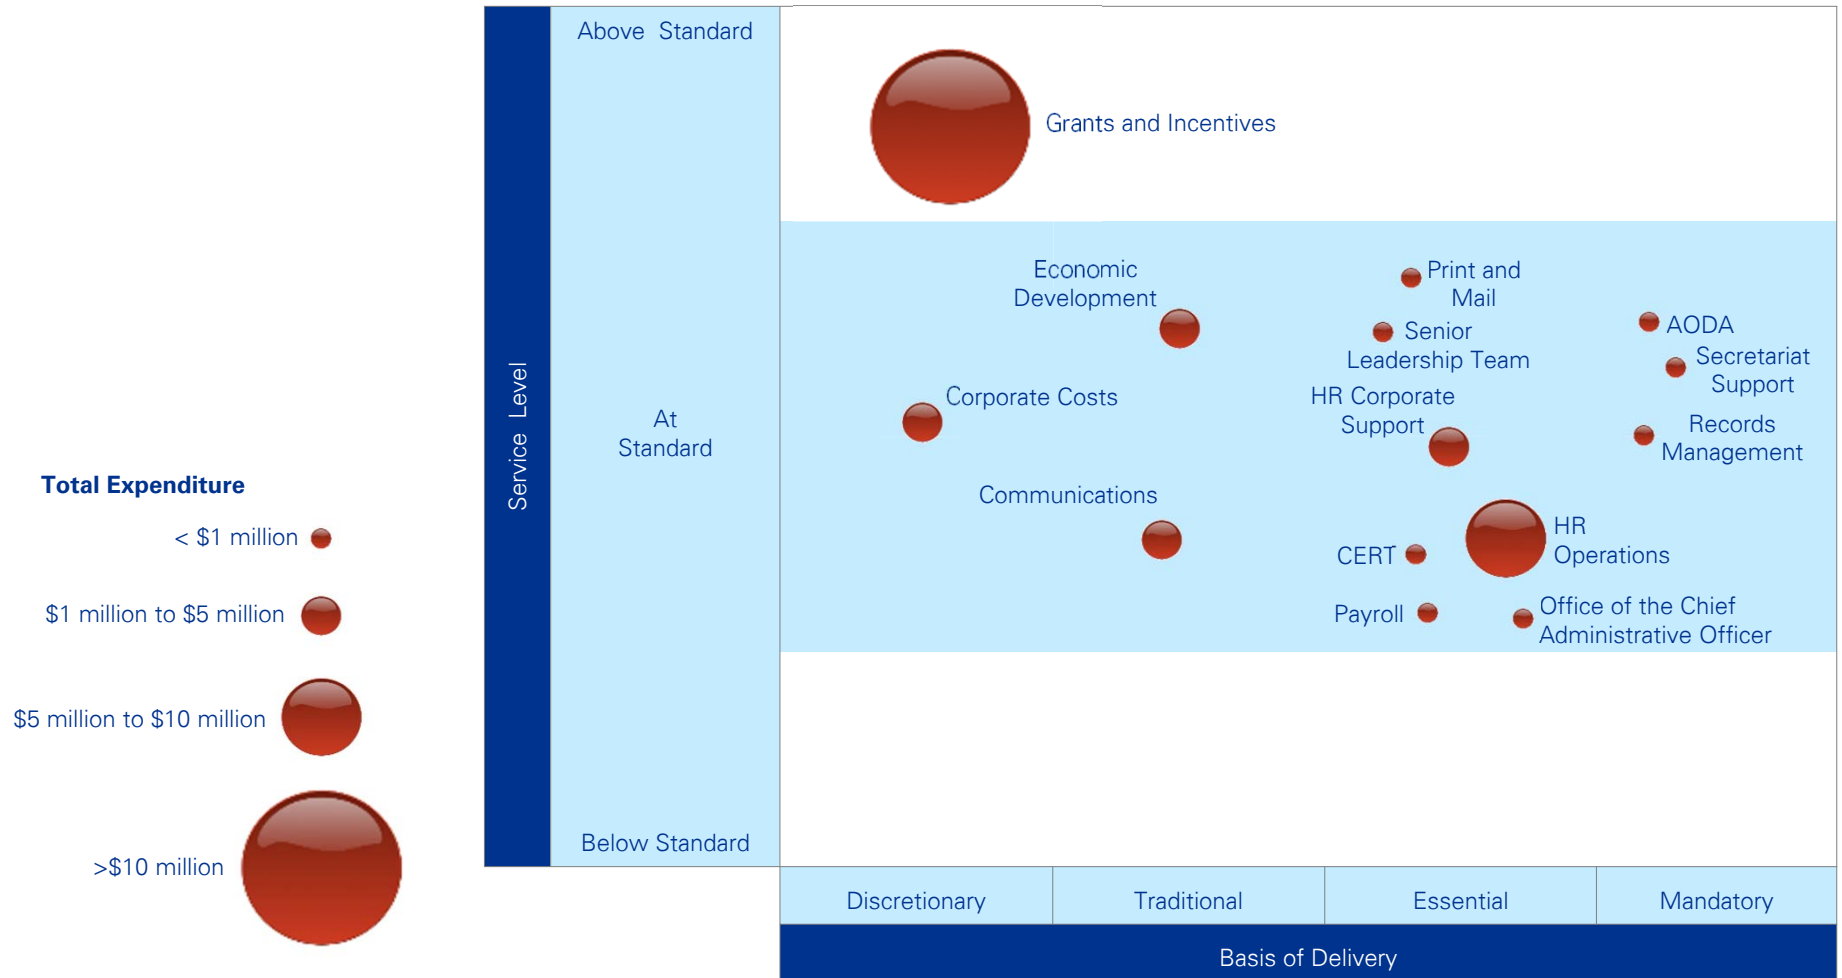 Above Standard
Grants and Incentives
Economic
Development
Print and
Mail
Senior
Leadership Team
AODA
Secretariat
Support
Corporate Costs
HR Corporate
Support
Records
Management
Service Level
At
Standard
Communications
HR
Operations
CERT
Payroll
Office of the Chief
Administrative Officer
Below Standard
Total Expenditure
< $1 million
$1 million to $5 million
$5 million to $10 million
>$10 million
Discretionary
Traditional
Essential
Mandatory
Basis of Delivery